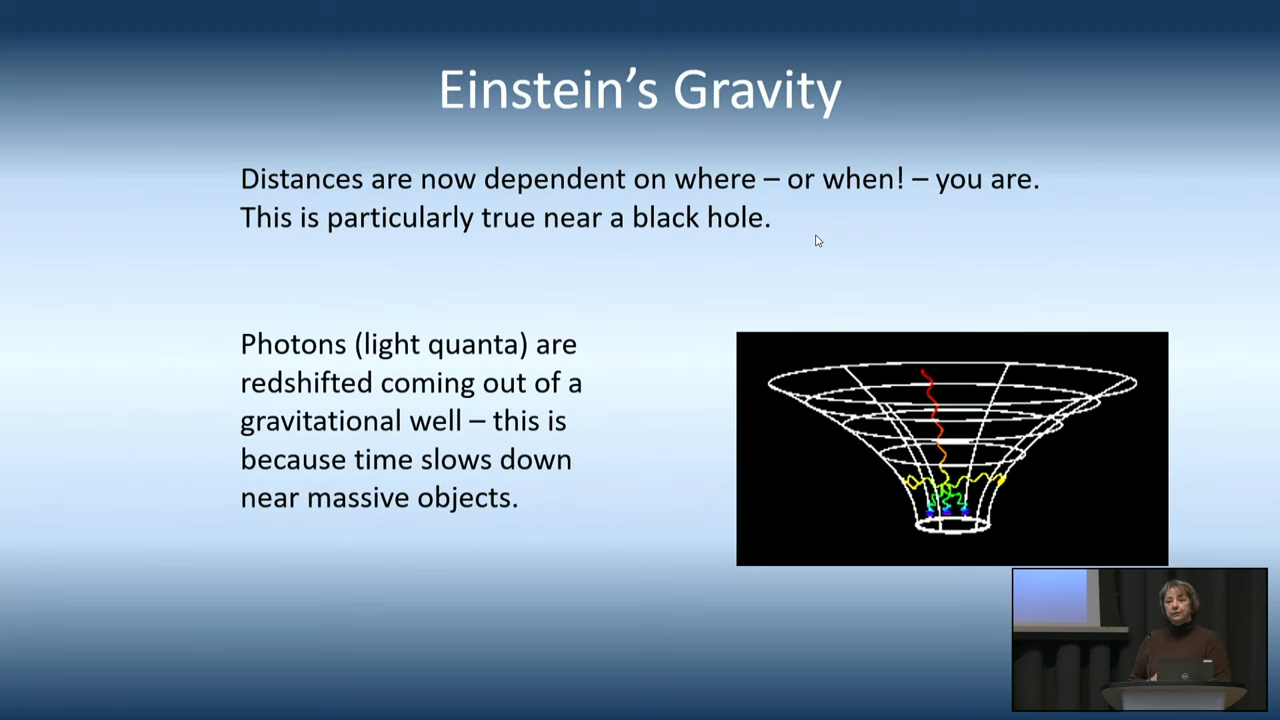 Einstein’s Gravity
Distances are now dependent on where – or when! – you are.
This is particularly true near a black hole.
Photons (light quanta) are
redshifted coming out of a
gravitational well – this is
because time slows down
near massive objects.